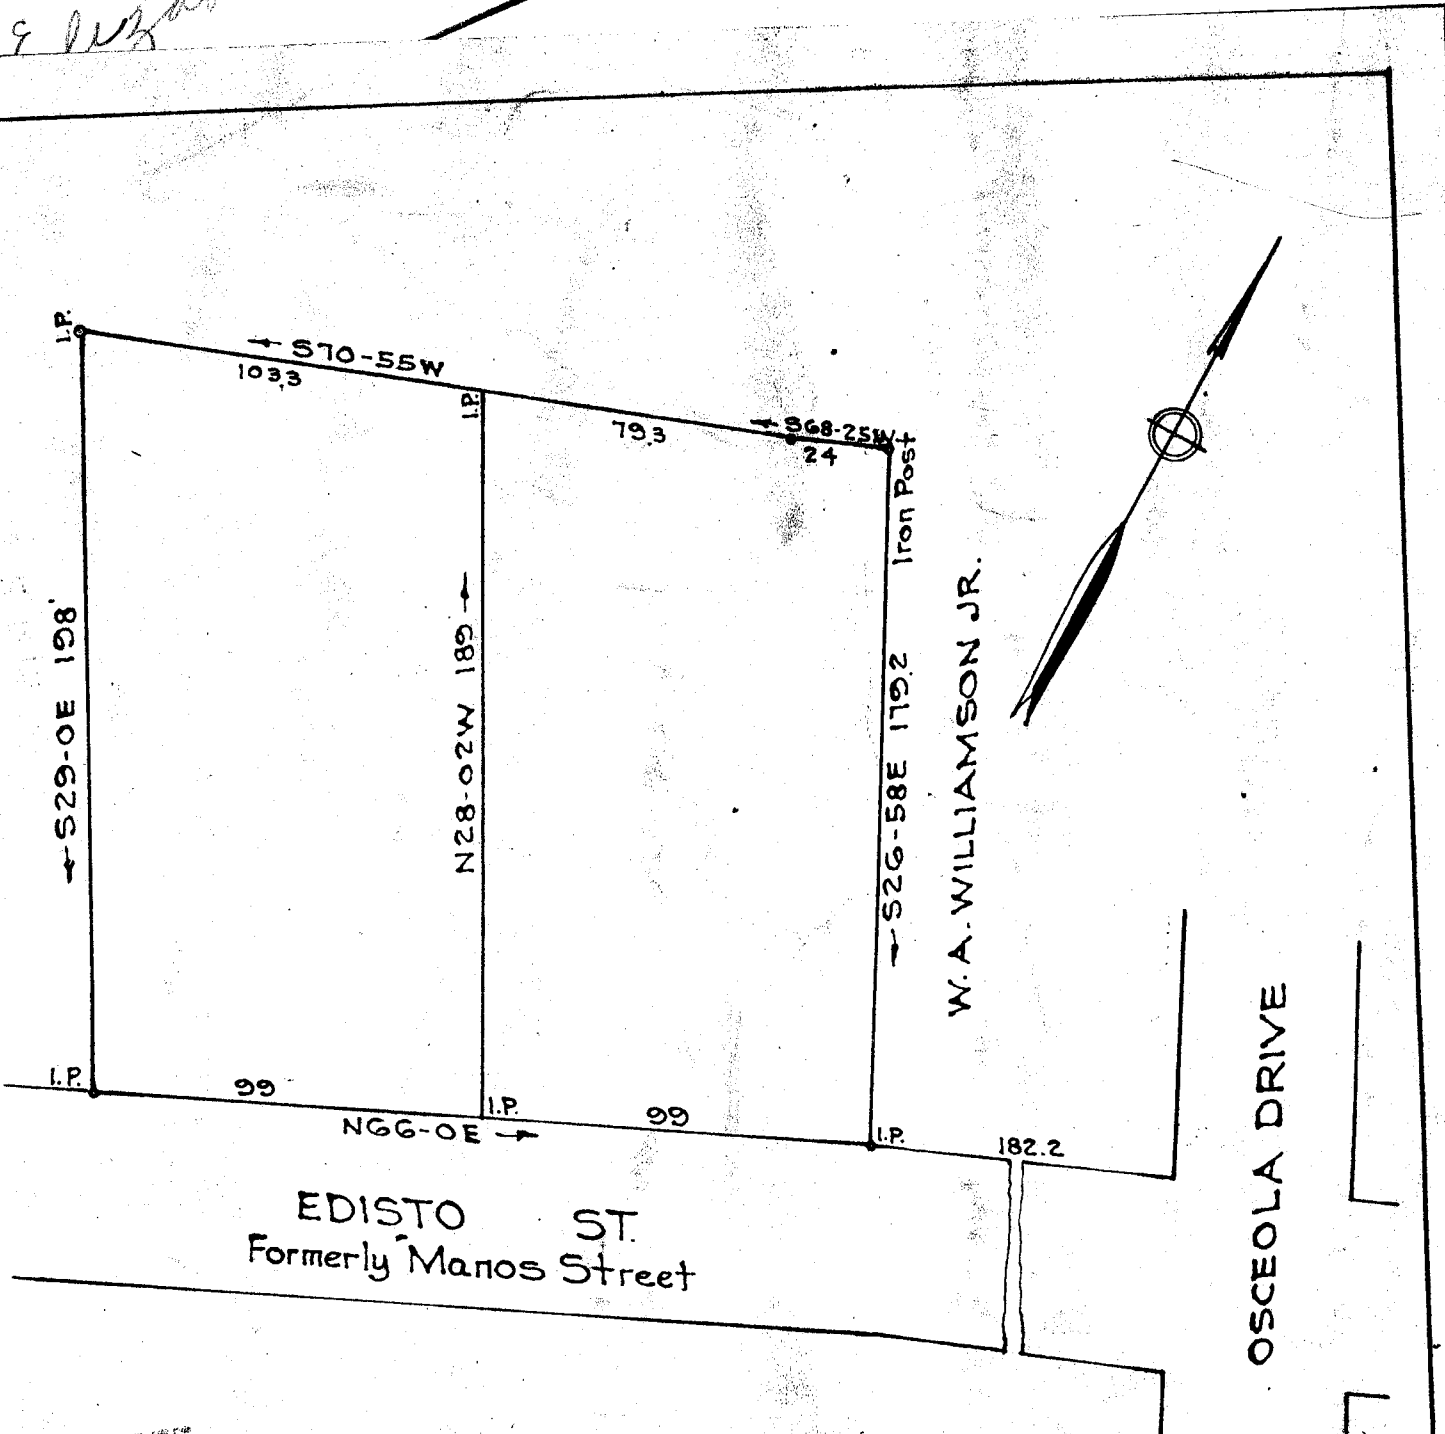 &
I.P.
S70-55W
103.3
I.P.
79.3
S68-25W
24
Iron Post
S29-0E 198'
N28-02W 189
S26-58E 179.2
W. A. WILLIAMSON JR.
I.P.
99
I.P.
99
I.P.
182.2
N66-0E
EDISTO ST.
Formerly Manos Street
OSCEOLA DRIVE